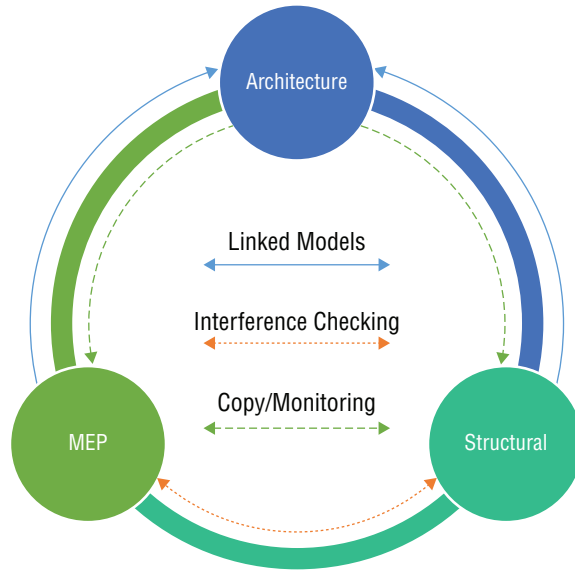 Architecture
Linked Models
Interference Checking
Copy/Monitoring
MEP
Structural